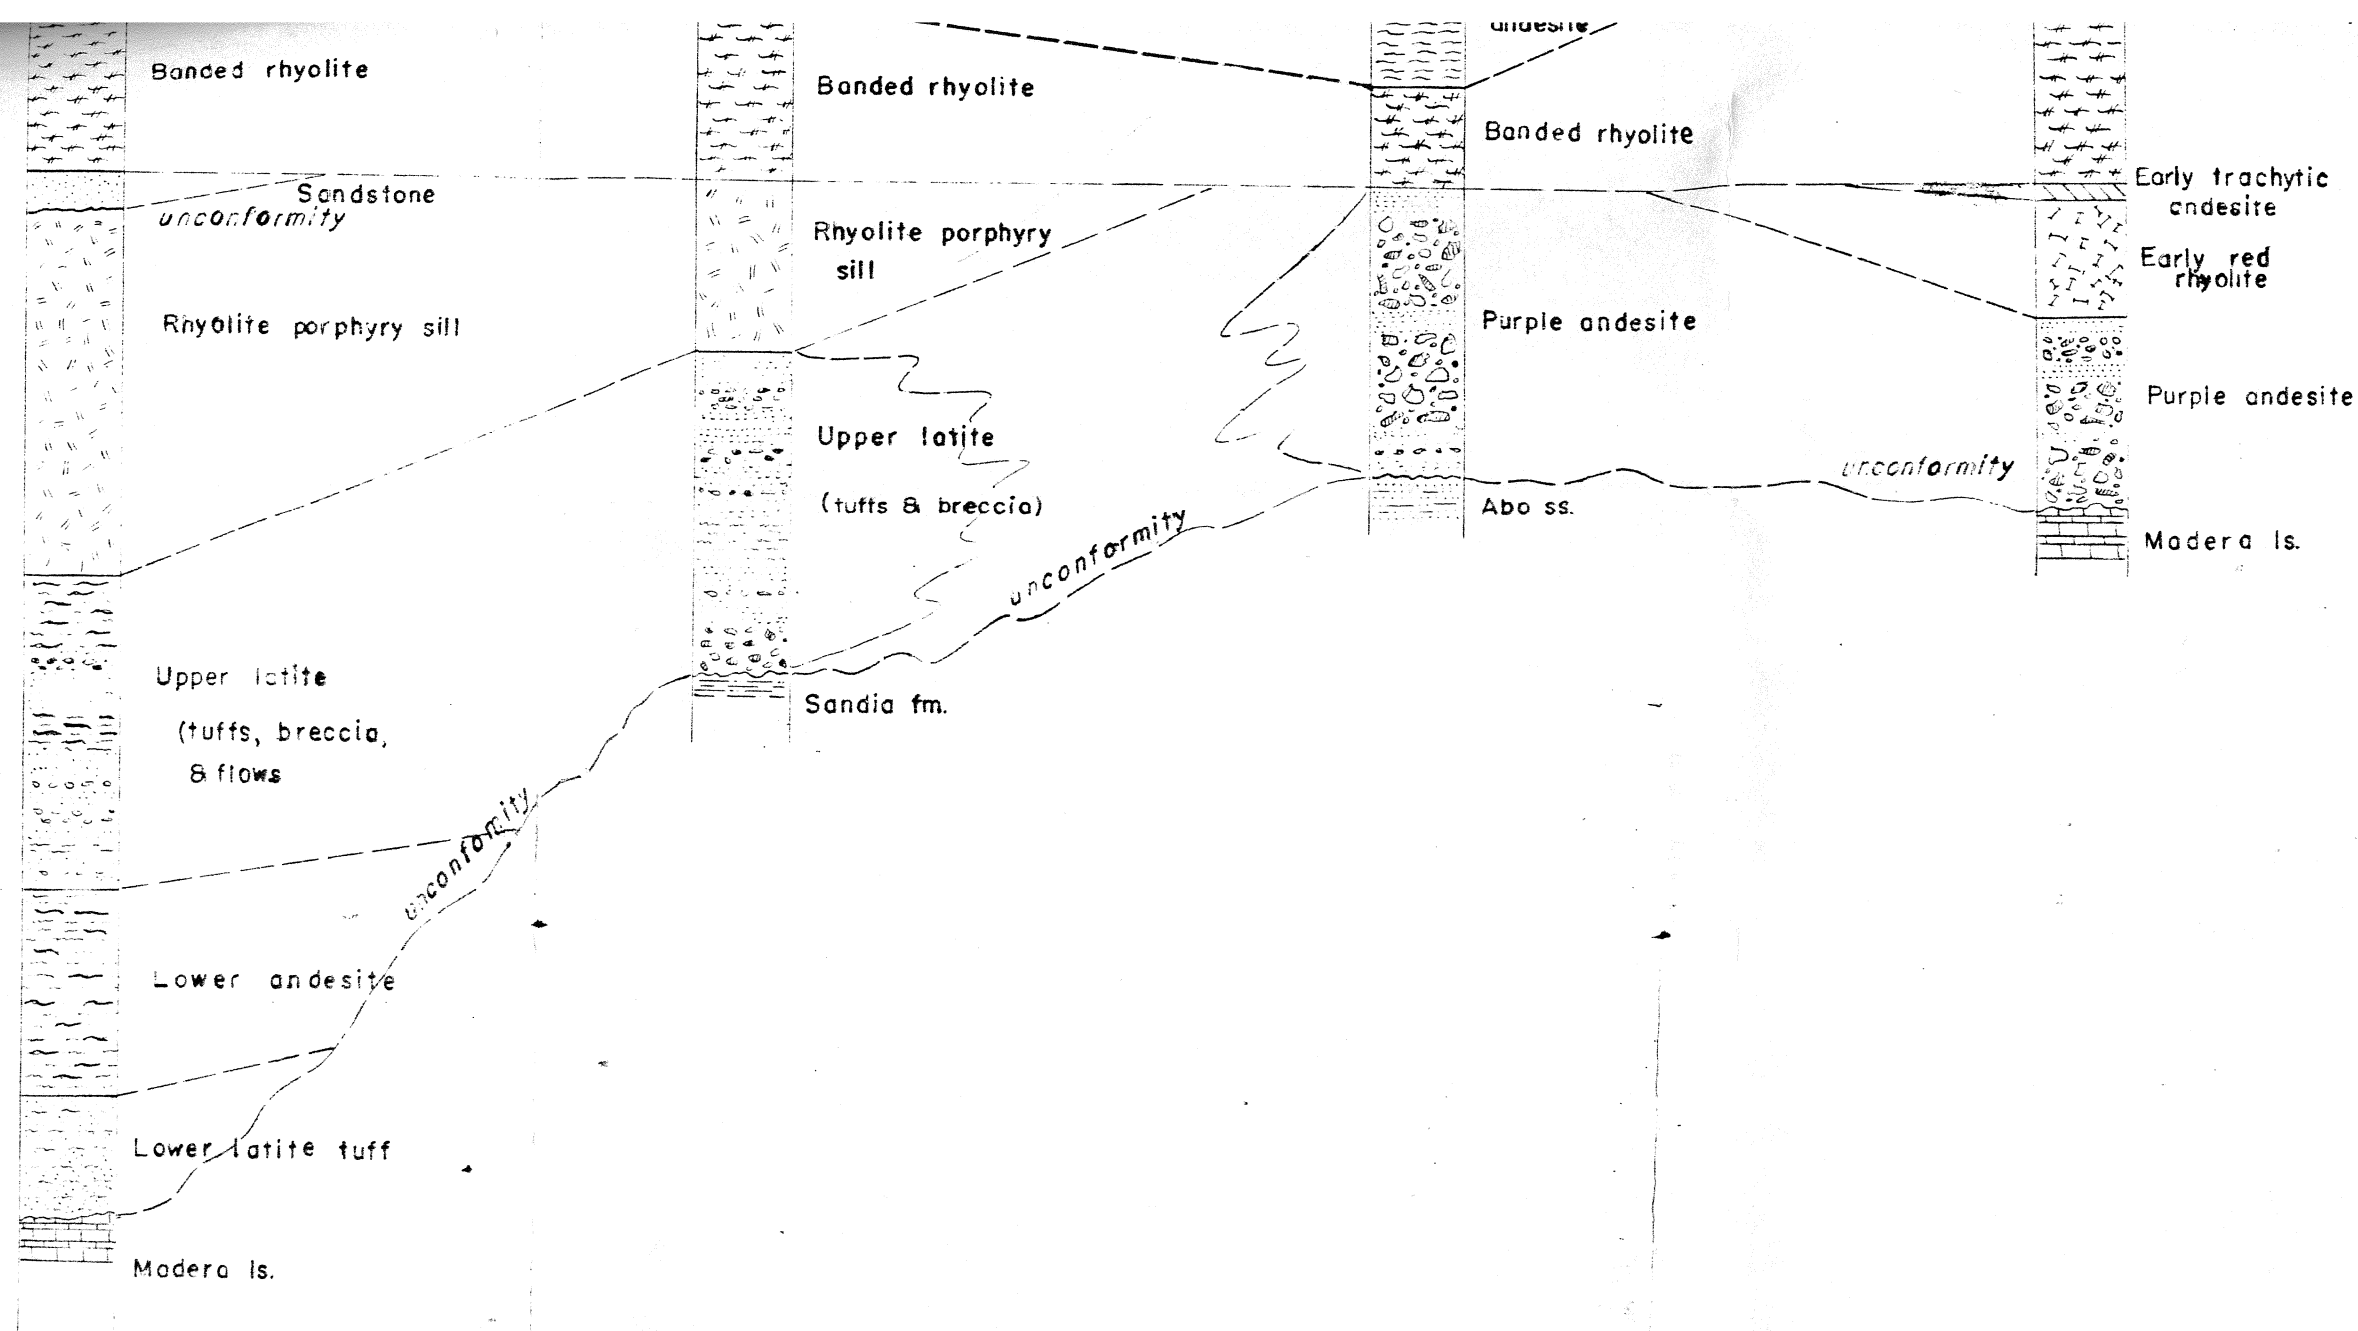 Banded rhyolite
Sandstone
unconformity
Rhyolite porphyry sill
Upper latite
(tuffs, breccia,
& flows
unconformity
Lower andesite
Lower latite tuff
Madera ls.
Banded rhyolite
Rhyolite porphyry
sill
Upper latite
(tuffs & breccia)
unconformity
Sandia fm.
andesite
Banded rhyolite
Purple andesite
Abo ss.
unconformity
Early trachytic
andesite
Early red
rhyolite
Purple andesite
Madera ls.